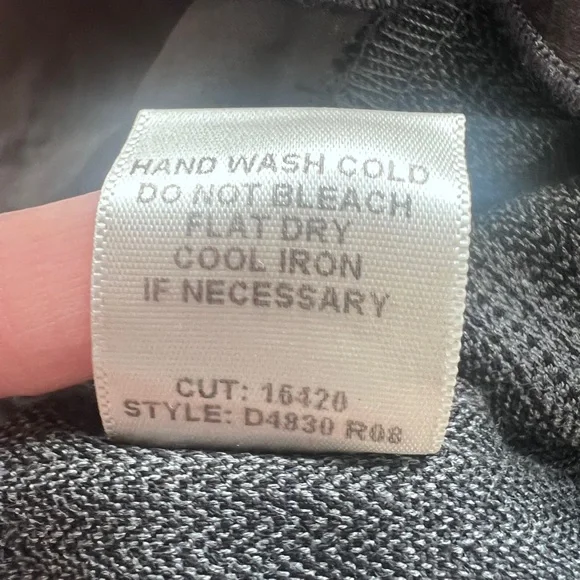 HAND WASH COLD
DO NOT BLEACH
FLAT DRY
COOL IRON
IF NECESSARY
CUT: 16420
STYLE: D4830 R08